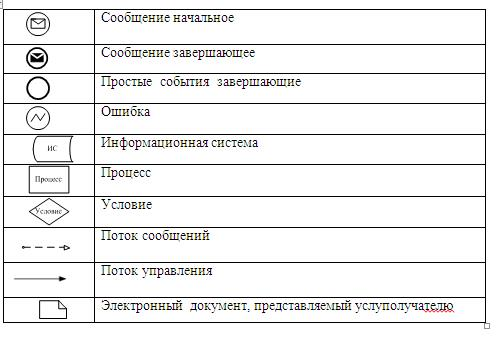 Сообщение начальное
Сообщение завершающее
Простые события завершающие
Ошибка
ИС
Информационная система
Процесс
Процесс
Условие
Условие
Поток сообщений
Поток управления
Электронный документ, представляемый услуполучателю